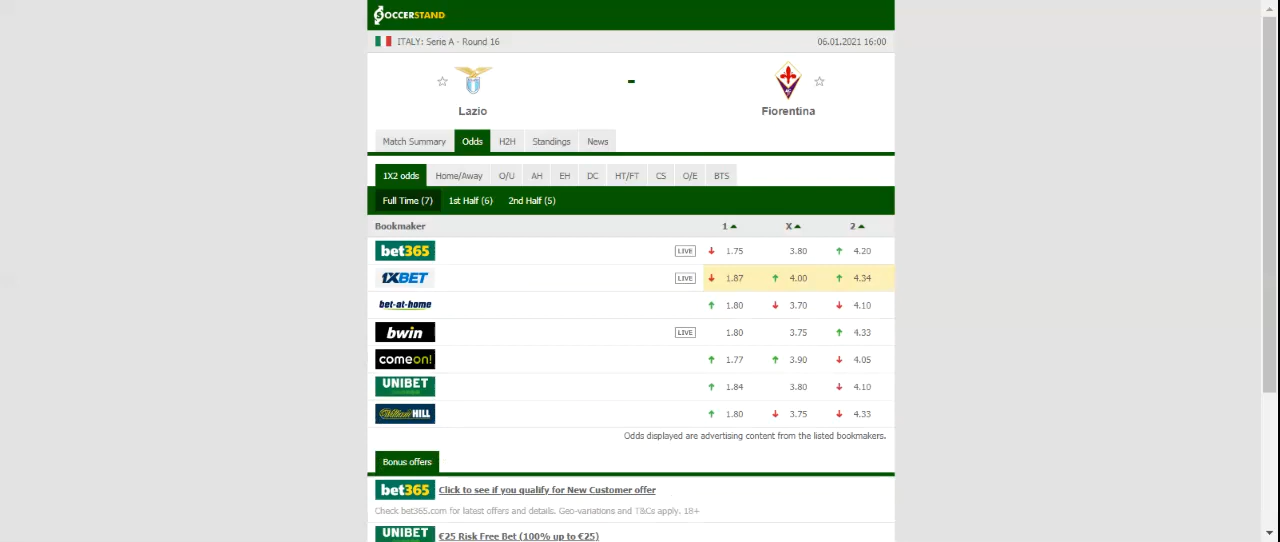 SOCCERSTAND
ITALY: Serie A - Round 16 06.01.2021 16:00
-
Lazio Fiorentina
Match Summary Odds H2H Standings News
1X2 odds Home/Away O/U AH EH DC HT/FT CS O/E BTS
Full Time (7) 1st Half (6) 2nd Half (5)
Bookmaker 1 X 2
bet365 LIVE 1.75 3.80 4.20
1XBET LIVE 1.87 4.00 4.34
bet-at-home 1.80 3.70 4.10
bwin LIVE 1.80 3.75 4.33
comeon! 1.77 3.90 4.05
UNIBET 1.84 3.80 4.10
William HILL 1.80 3.75 4.33
Odds displayed are advertising content from the listed bookmakers.
Bonus offers
bet365 Click to see if you qualify for New Customer offer
Check bet365.com for latest offers and details. Geo-variations and T&Cs apply. 18+
UNIBET €25 Risk Free Bet (100% up to €25)